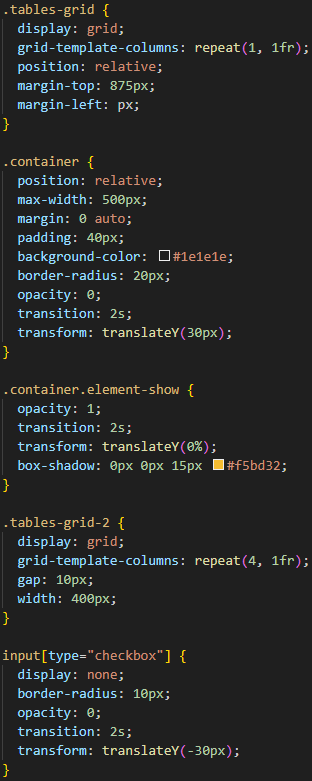 .tables-grid {
  display: grid;
  grid-template-columns: repeat(1, 1fr);
  position: relative;
  margin-top: 875px;
  margin-left: px;
}
.container {
  position: relative;
  max-width: 500px;
  margin: 0 auto;
  padding: 40px;
  background-color: #1e1e1e;
  border-radius: 20px;
  opacity: 0;
  transition: 2s;
  transform: translateY(30px);
}
.container.element-show {
  opacity: 1;
  transition: 2s;
  transform: translateY(0%);
  box-shadow: 0px 0px 15px #f5bd32;
}
.tables-grid-2 {
  display: grid;
  grid-template-columns: repeat(4, 1fr);
  gap: 10px;
  width: 400px;
}
input[type="checkbox"] {
  display: none;
  border-radius: 10px;
  opacity: 0;
  transition: 2s;
  transform: translateY(-30px);
}